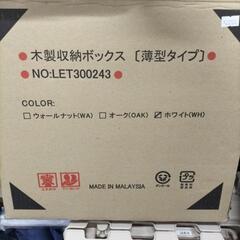 ● 木製収納ボックス 〔薄型タイプ〕 ●
● NO:LET300243
COLOR:
□ ウォールナット(WA) □ オーク(OAK) ☑ ホワイト(WH)
MADE IN MALAYSIA